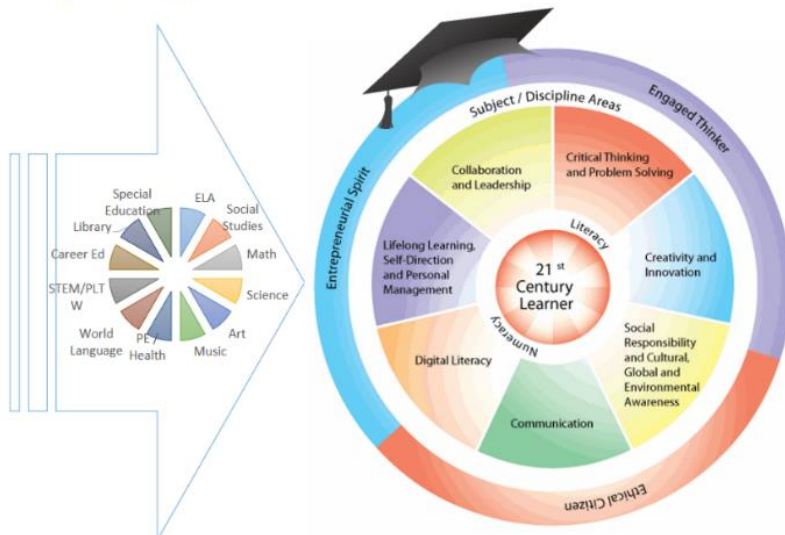 Special
Education
ELA
Social
Studies
Library
Career Ed
Math
STEM/PLT
W
Science
World
Language
PE /
Health
Music
Art
Subject / Discipline Areas
Engaged Thinker
Entrepreneurial Spirit
Ethical Citizen
Collaboration
and Leadership
Critical Thinking
and Problem Solving
Lifelong Learning,
Self-Direction
and Personal
Management
Literacy
21 st
Century
Learner
Numeracy
Creativity and
Innovation
Digital Literacy
Social
Responsibility
and Cultural,
Global and
Environmental
Awareness
Communication